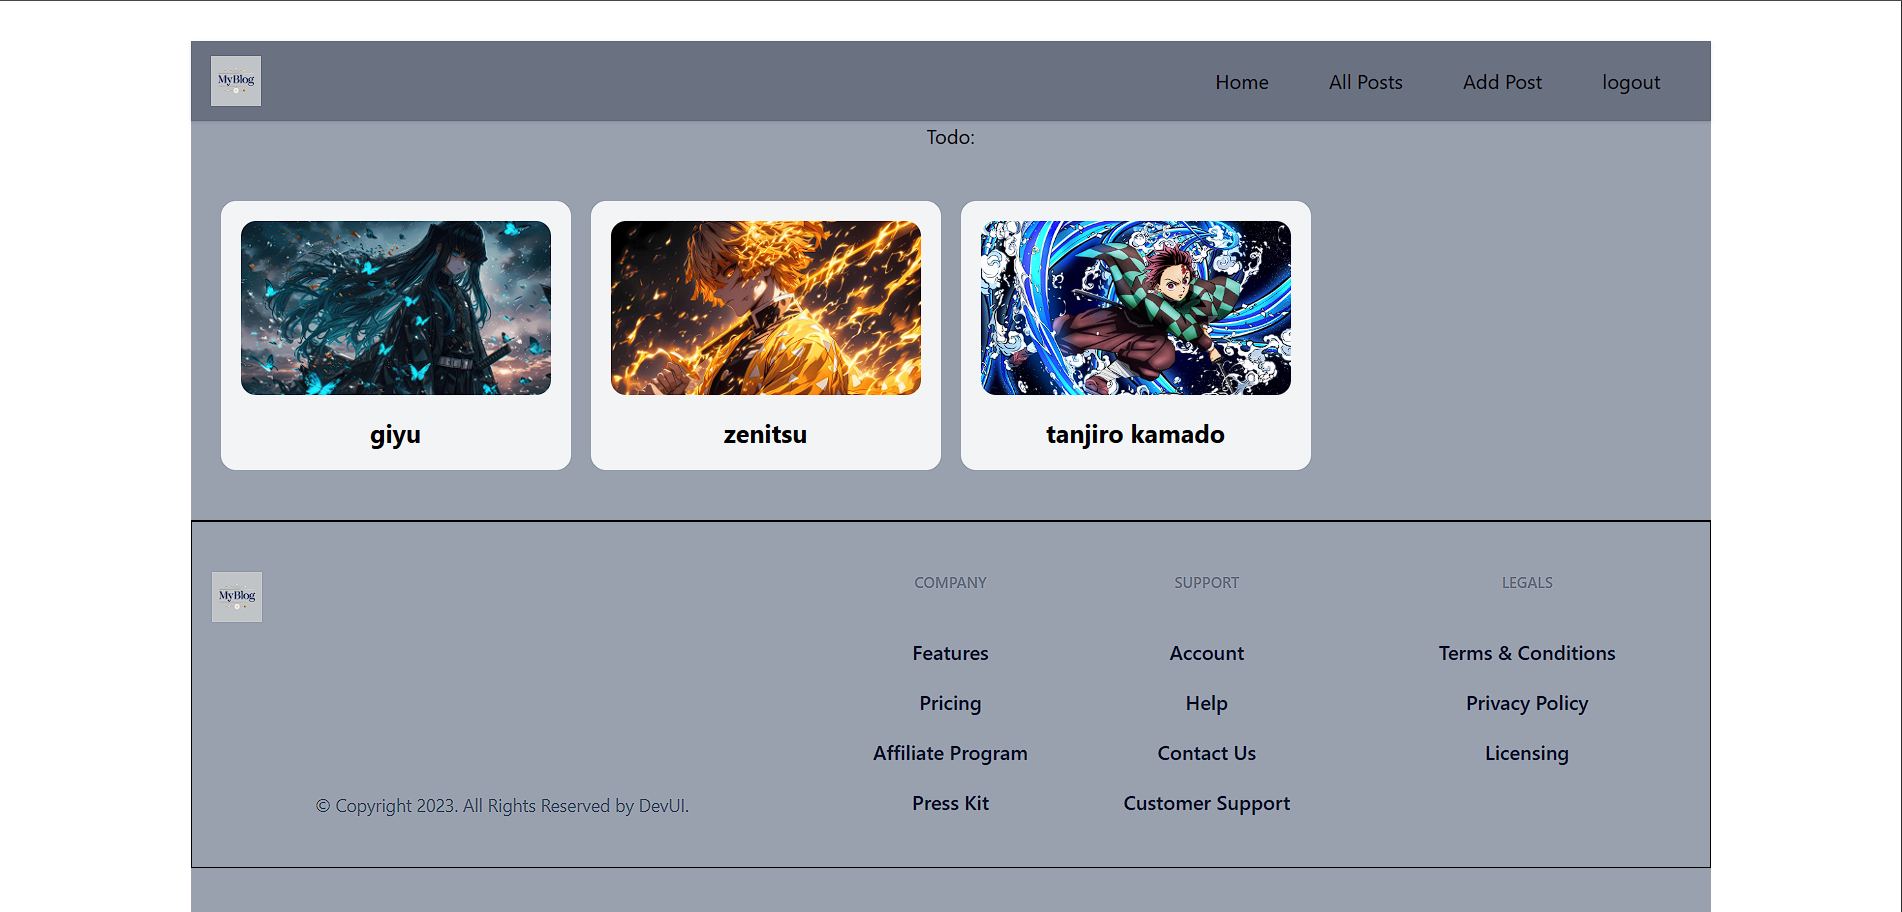 MyBlog
Home All Posts Add Post logout
Todo:
giyu zenitsu tanjiro kamado
MyBlog
COMPANY SUPPORT LEGALS
Features Account Terms & Conditions
Pricing Help Privacy Policy
Affiliate Program Contact Us Licensing
Press Kit Customer Support
© Copyright 2023. All Rights Reserved by DevUI.